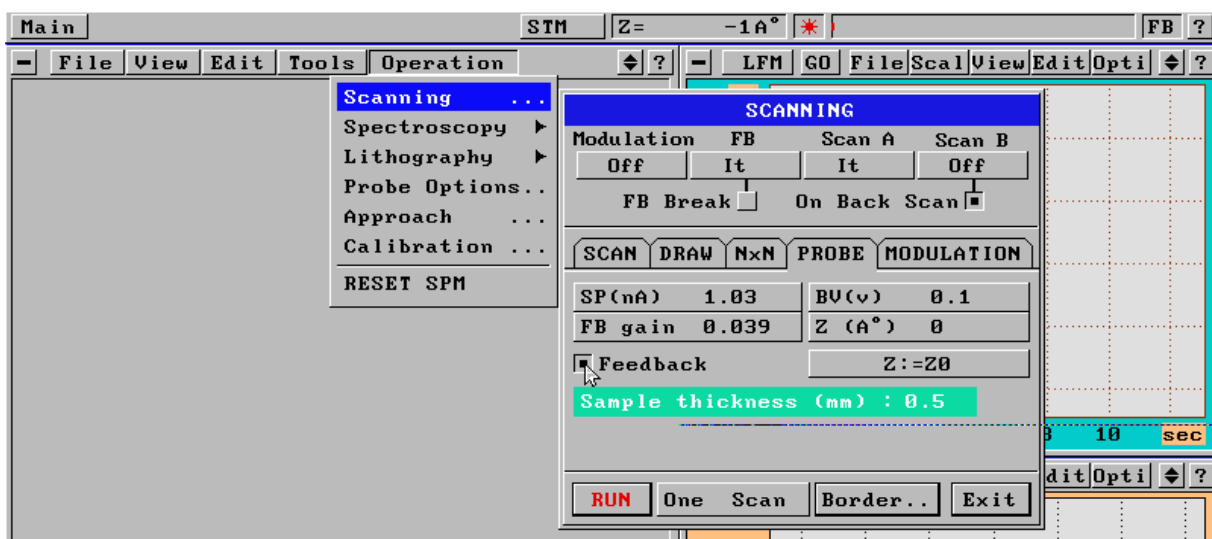 Main STM Z= -1A° FB ?
File View Edit Tools Operation ? LFM GO File Scal View Edit Opti ?
Scanning ...
Spectroscopy
Lithography
Probe Options..
Approach ...
Calibration ...
RESET SPM
SCANNING
Modulation FB Scan A Scan B
Off It It Off
FB Break On Back Scan
SCAN DRAW NxN PROBE MODULATION
SP(nA) 1.03 BV(v) 0.1
FB gain 0.039 Z (A°) 0
Feedback Z:=Z0
Sample thickness (mm) : 0.5
10 sec
dit Opti ?
RUN One Scan Border.. Exit